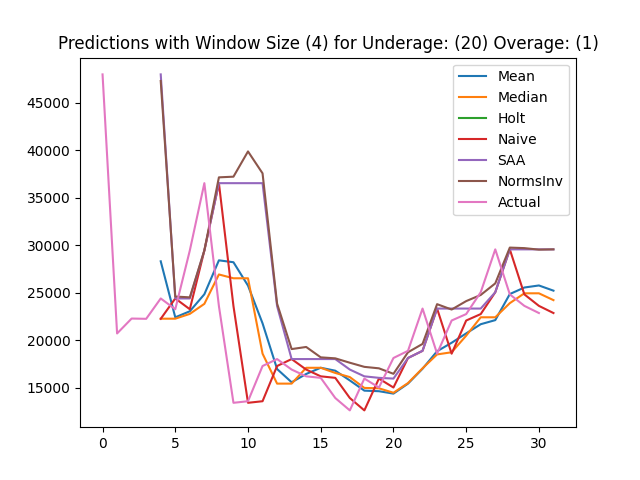 Predictions with Window Size (4) for Underage: (20) Overage: (1)
Mean
Median
Holt
Naive
SAA
NormsInv
Actual
45000
40000
35000
30000
25000
20000
15000
0 5 10 15 20 25 30